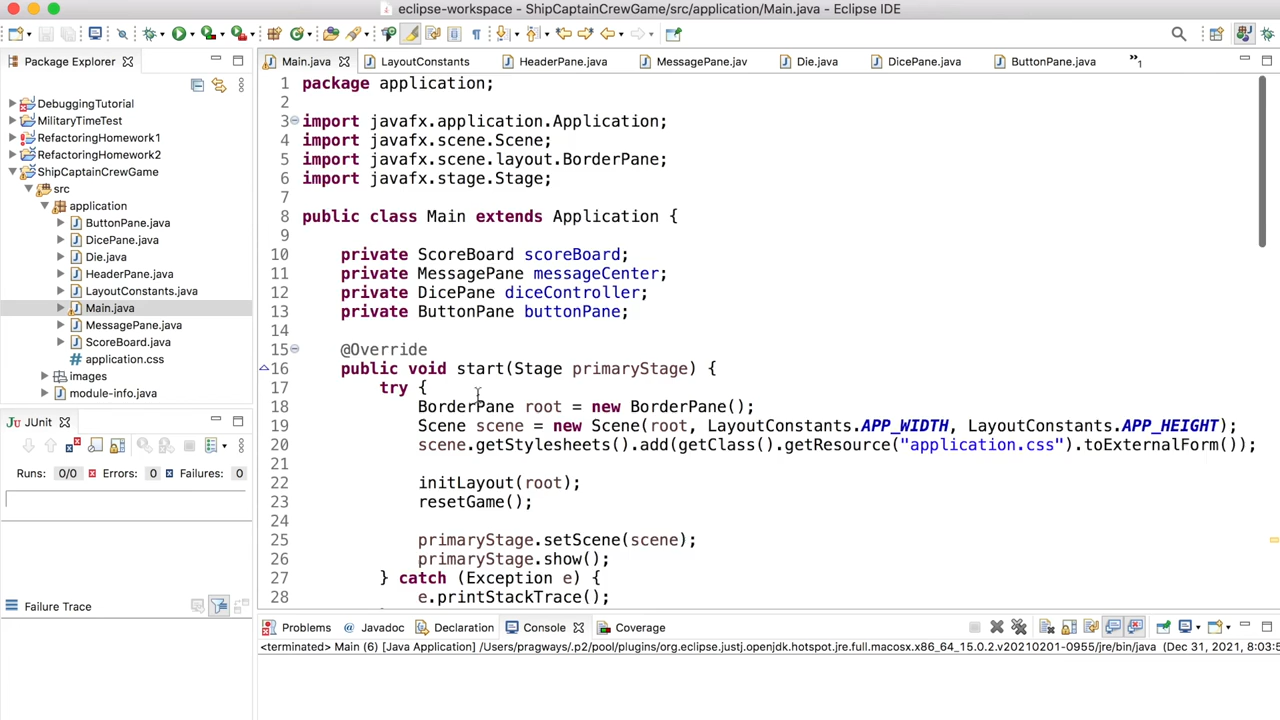 eclipse-workspace - ShipCaptainCrewGame/src/application/Main.java - Eclipse IDE
Package Explorer
DebuggingTutorial
MilitaryTimeTest
RefactoringHomework1
RefactoringHomework2
ShipCaptainCrewGame
src
application
ButtonPane.java
DicePane.java
Die.java
HeaderPane.java
LayoutConstants.java
Main.java
MessagePane.java
ScoreBoard.java
application.css
images
module-info.java
JUnit
Runs: 0/0 Errors: 0 Failures: 0
Failure Trace
Main.java LayoutConstants HeaderPane.java MessagePane.jav Die.java DicePane.java ButtonPane.java »1
1 package application;
2
3 import javafx.application.Application;
4 import javafx.scene.Scene;
5 import javafx.scene.layout.BorderPane;
6 import javafx.stage.Stage;
7
8 public class Main extends Application {
9
10 private ScoreBoard scoreBoard;
11 private MessagePane messageCenter;
12 private DicePane diceController;
13 private ButtonPane buttonPane;
14
15 @Override
16 public void start(Stage primaryStage) {
17 try {
18 BorderPane root = new BorderPane();
19 Scene scene = new Scene(root, LayoutConstants.APP_WIDTH, LayoutConstants.APP_HEIGHT);
20 scene.getStylesheets().add(getClass().getResource("application.css").toExternalForm());
21
22 initLayout(root);
23 resetGame();
24
25 primaryStage.setScene(scene);
26 primaryStage.show();
27 } catch (Exception e) {
28 e.printStackTrace();
Problems Javadoc Declaration Console Coverage
<terminated> Main (6) [Java Application] /Users/pragways/.p2/pool/plugins/org.eclipse.justj.openjdk.hotspot.jre.full.macosx.x86_64_15.0.2.v20210201-0955/jre/bin/java (Dec 31, 2021, 8:03:5